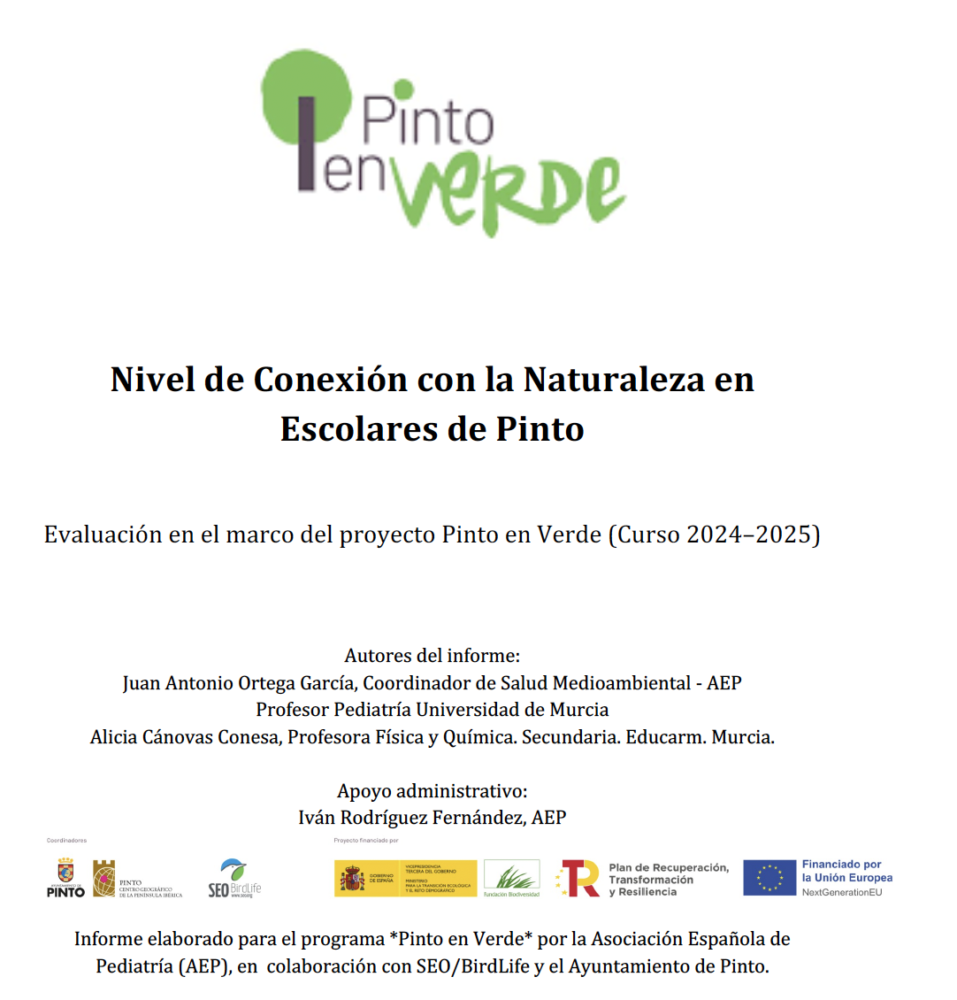 Pinto
en verde
Nivel de Conexión con la Naturaleza en
Escolares de Pinto
Evaluación en el marco del proyecto Pinto en Verde (Curso 2024–2025)
Autores del informe:
Juan Antonio Ortega García, Coordinador de Salud Medioambiental - AEP
Profesor Pediatría Universidad de Murcia
Alicia Cánovas Conesa, Profesora Física y Química. Secundaria. Educarm. Murcia.
Apoyo administrativo:
Iván Rodríguez Fernández, AEP
Coordinadores
Proyecto financiado por
AYUNTAMIENTO DE
PINTO
PINTO
CENTRO GEOGRÁFICO
DE LA PENÍNSULA IBÉRICA
SEO BirdLife
www.seo.org
GOBIERNO
DE ESPAÑA
VICEPRESIDENCIA
TERCERA DEL GOBIERNO
MINISTERIO
PARA LA TRANSICIÓN ECOLÓGICA
Y EL RETO DEMOGRÁFICO
Fundación Biodiversidad
Plan de Recuperación,
Transformación
y Resiliencia
Financiado por
la Unión Europea
NextGenerationEU
Informe elaborado para el programa *Pinto en Verde* por la Asociación Española de
Pediatría (AEP), en  colaboración con SEO/BirdLife y el Ayuntamiento de Pinto.